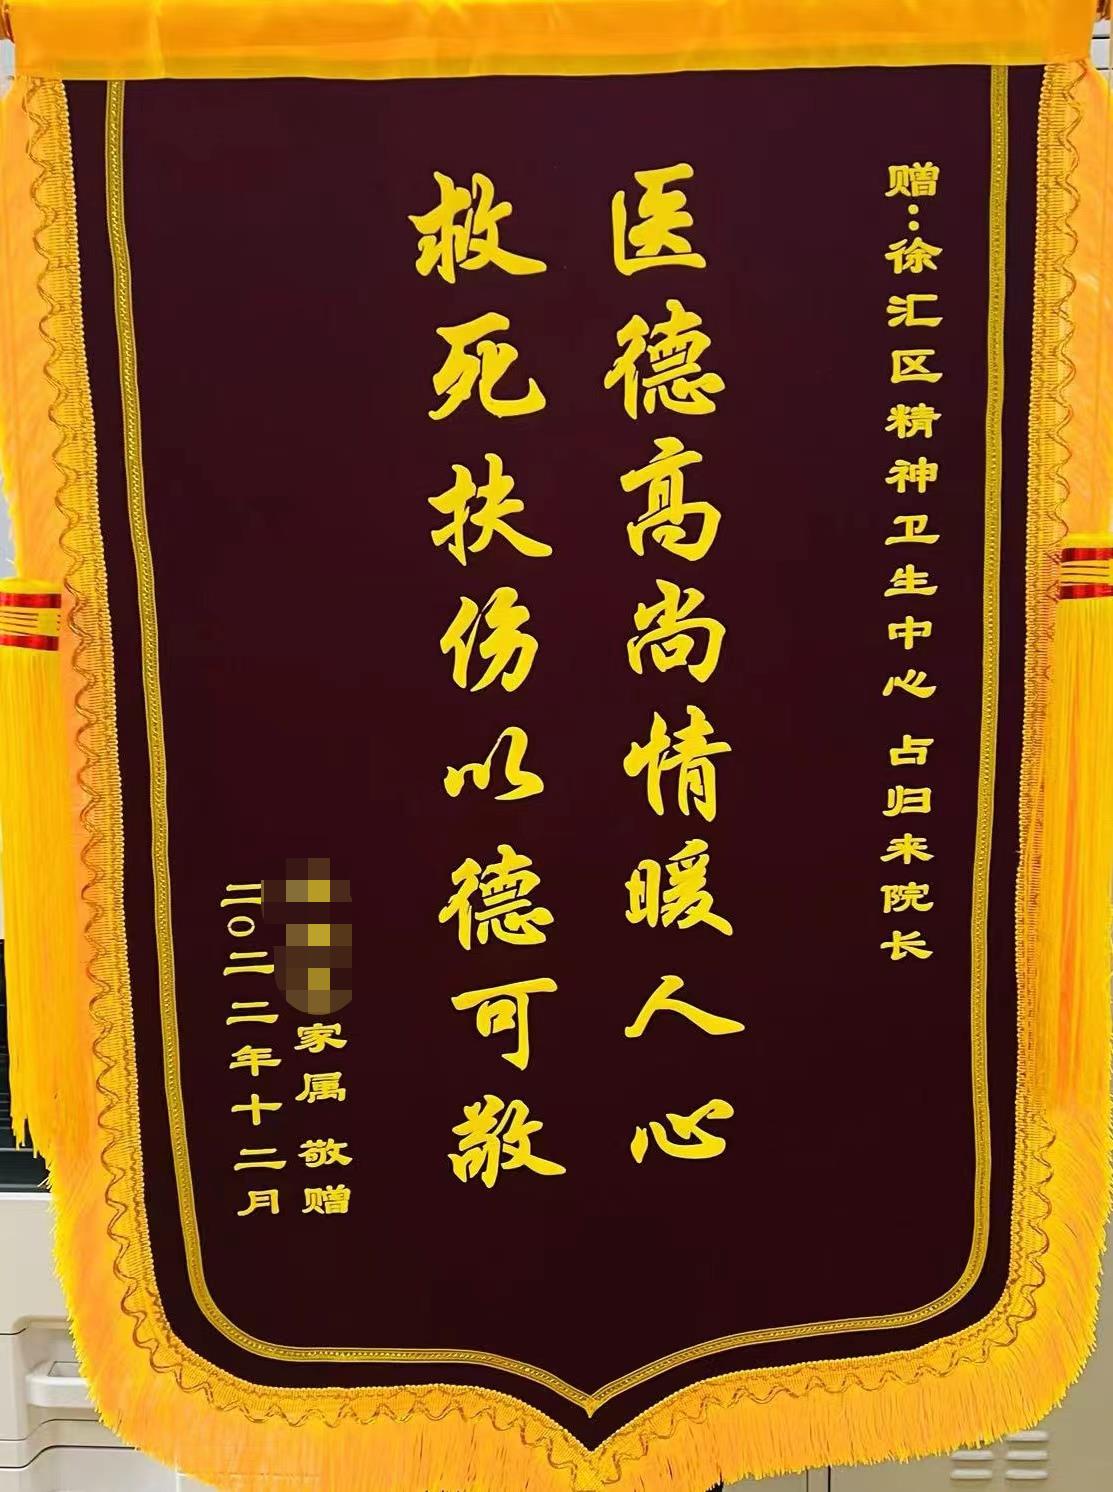 赠：徐汇区精神卫生中心 占归来院长
医德高尚情暖人心
救死扶伤以德可敬
家属 敬赠
二〇二二年十二月